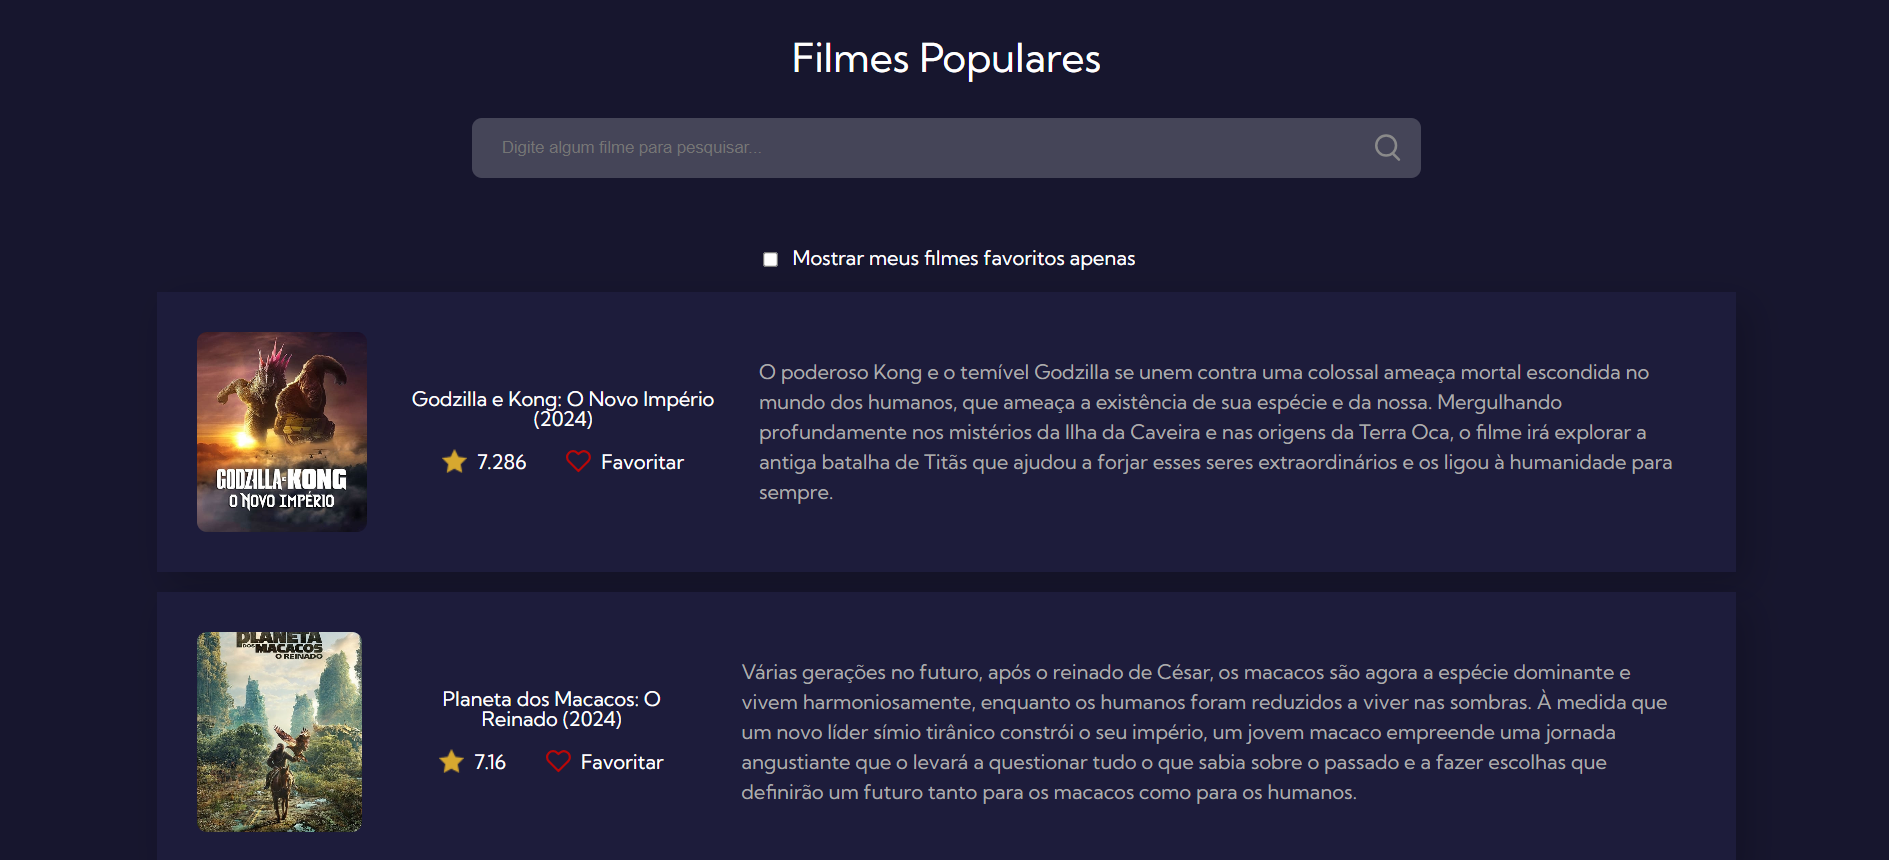 Filmes Populares
Digite algum filme para pesquisar...
Mostrar meus filmes favoritos apenas
GODZILLA E KONG
O NOVO IMPÉRIO
Godzilla e Kong: O Novo Império
(2024)
7.286
Favoritar
O poderoso Kong e o temível Godzilla se unem contra uma colossal ameaça mortal escondida no
mundo dos humanos, que ameaça a existência de sua espécie e da nossa. Mergulhando
profundamente nos mistérios da Ilha da Caveira e nas origens da Terra Oca, o filme irá explorar a
antiga batalha de Titãs que ajudou a forjar esses seres extraordinários e os ligou à humanidade para
sempre.
PLANETA
DOS MACACOS
O REINADO
Planeta dos Macacos: O
Reinado (2024)
7.16
Favoritar
Várias gerações no futuro, após o reinado de César, os macacos são agora a espécie dominante e
vivem harmoniosamente, enquanto os humanos foram reduzidos a viver nas sombras. À medida que
um novo líder símio tirânico constrói o seu império, um jovem macaco empreende uma jornada
angustiante que o levará a questionar tudo o que sabia sobre o passado e a fazer escolhas que
definirão um futuro tanto para os macacos como para os humanos.